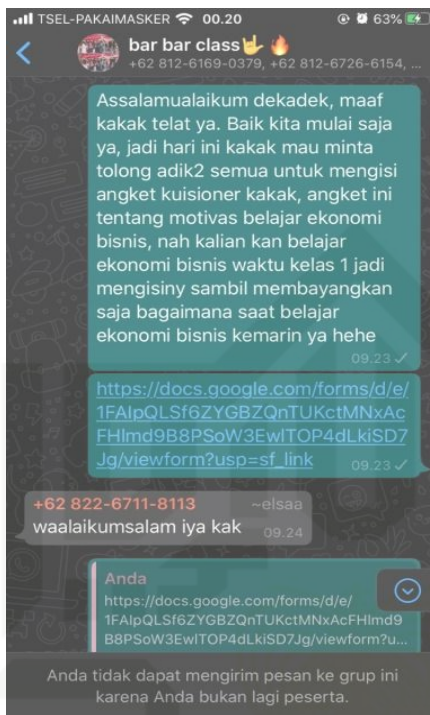 TSEL-PAKAIMASKER 00.20 63%
bar bar class🤘🔥
+62 812-6169-0379, +62 812-6726-6154, ...
Assalamualaikum dekadek, maaf
kakak telat ya. Baik kita mulai saja
ya, jadi hari ini kakak mau minta
tolong adik2 semua untuk mengisi
angket kuisioner kakak, angket ini
tentang motivas belajar ekonomi
bisnis, nah kalian kan belajar
ekonomi bisnis waktu kelas 1 jadi
mengisiny sambil membayangkan
saja bagaimana saat belajar
ekonomi bisnis kemarin ya hehe
09.23
https://docs.google.com/forms/d/e/
1FAIpQLSf6ZYGBZQnTUKctMNxAc
FHlmd9B8PSoW3EwlTOP4dLkiSD7
Jg/viewform?usp=sf_link
09.23
+62 822-6711-8113 ~elsaa
waalaikumsalam iya kak 09.24
Anda
https://docs.google.com/forms/d/e/
1FAIpQLSf6ZYGBZQnTUKctMNxAcFHlmd9
B8PSoW3EwlTOP4dLkiSD7Jg/viewform?u...
Anda tidak dapat mengirim pesan ke grup ini
karena Anda bukan lagi peserta.